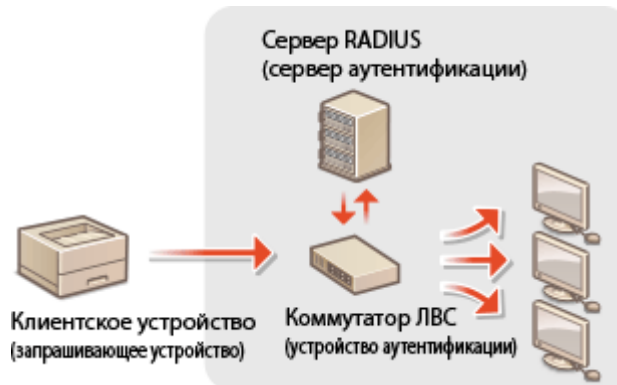 Сервер RADIUS
(сервер аутентификации)
Клиентское устройство
(запрашивающее устройство)
Коммутатор ЛВС
(устройство аутентификации)